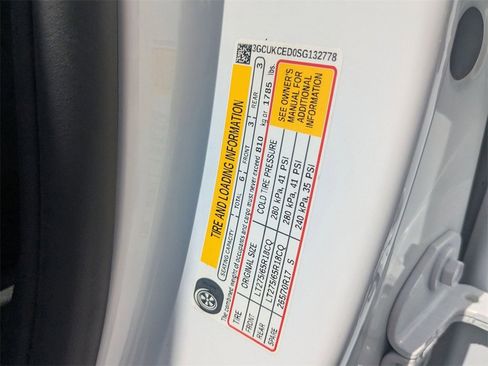 3GCUKCED0SG132778
TIRE AND LOADING INFORMATION
SEATING CAPACITY TOTAL 6 FRONT 3 REAR 3
The combined weight of occupants and cargo must never exceed 810 kg or 1785 lbs.
TIRE ORIGINAL SIZE COLD TIRE PRESSURE
FRONT LT275/65R18CQ 280 kPa, 41 PSI
REAR LT275/65R18CQ 280 kPa, 41 PSI
SPARE 265/70R17 S 240 kPa, 35 PSI
SEE OWNER'S
MANUAL FOR
ADDITIONAL
INFORMATION